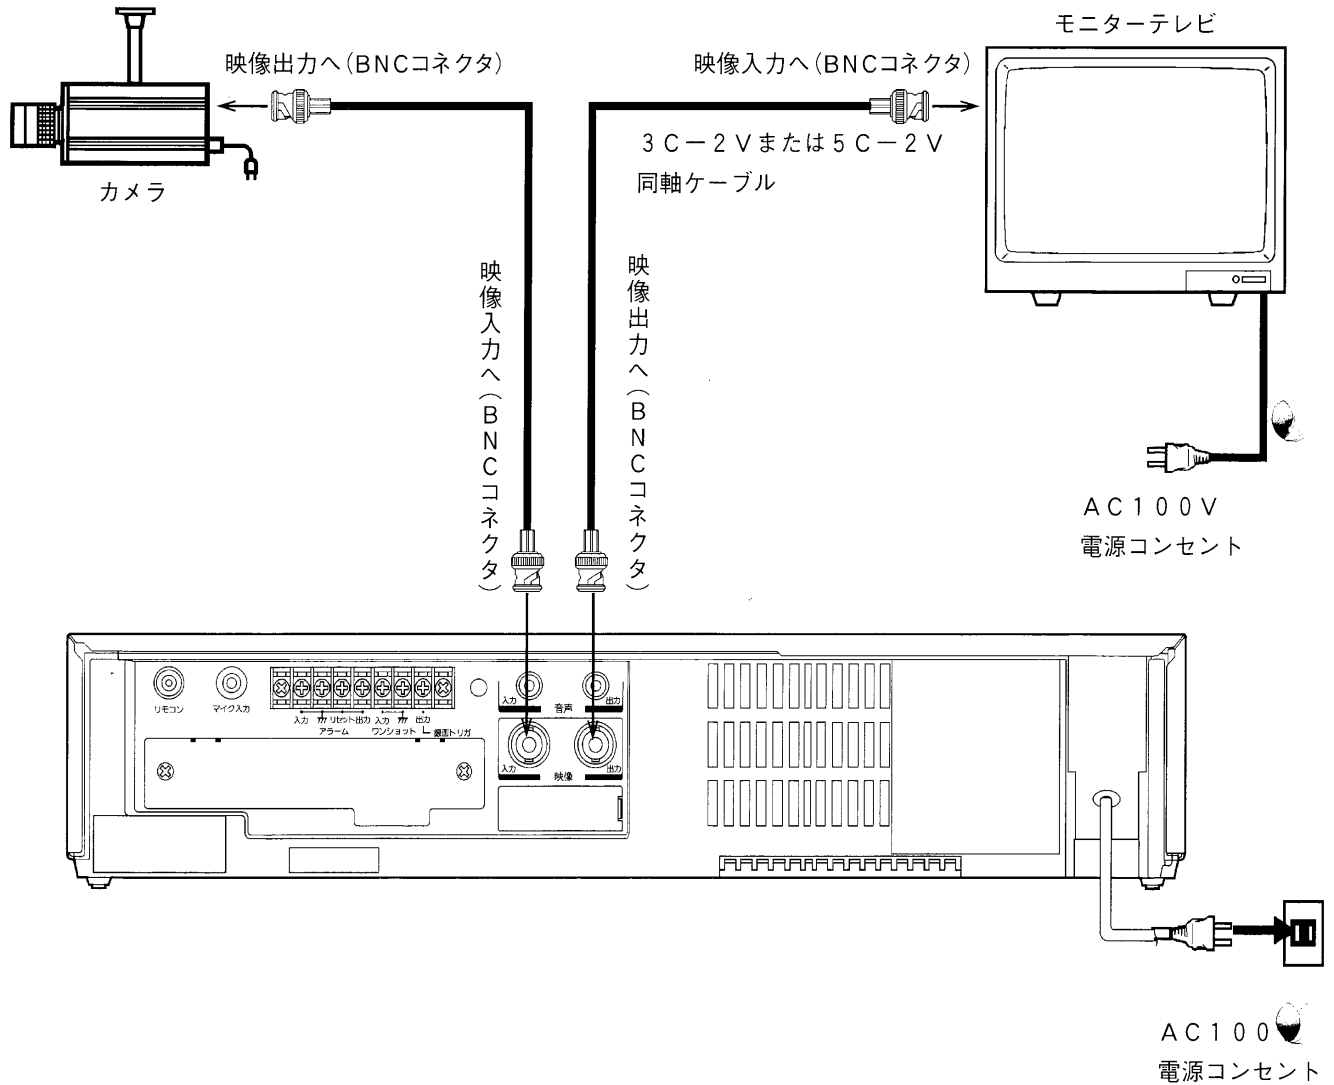 モニターテレビ
映像出力へ(BNCコネクタ)
映像入力へ(BNCコネクタ)
3C-2Vまたは5C-2V
同軸ケーブル
カメラ
映像入力へ(BNCコネクタ)
映像出力へ(BNCコネクタ)
AC100V
電源コンセント
リモコン
マイク入力
入力
リセット
出力
入力
出力
アラーム
ワンショット
録画トリガ
入力
音声
出力
入力
映像
出力
AC100
電源コンセント